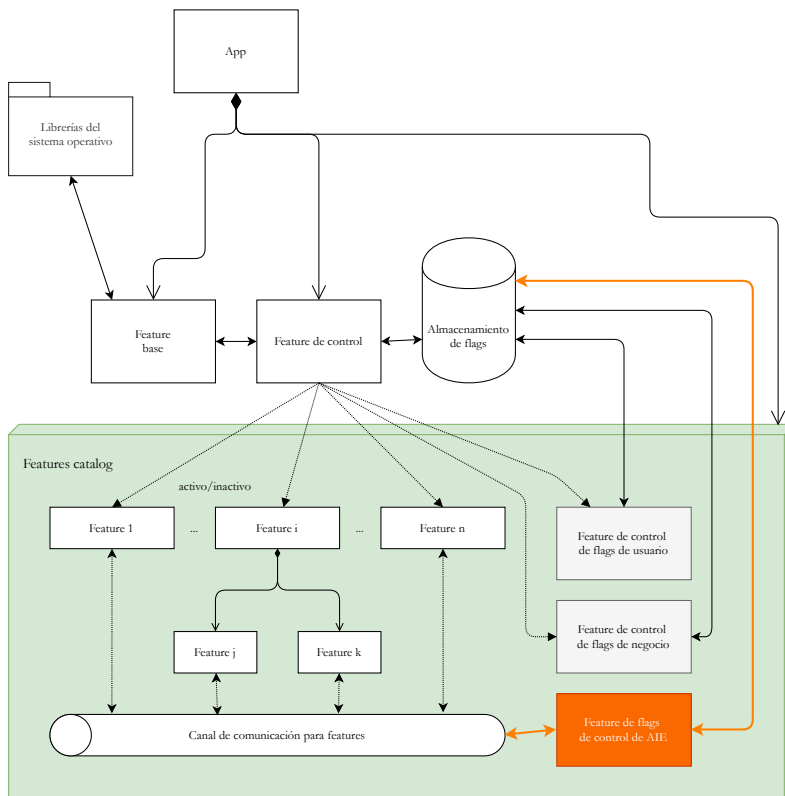 App
Librerías del
sistema operativo
Feature
base
Feature de control
Almacenamiento
de flags
Features catalog
activo/inactivo
Feature 1
...
Feature i
...
Feature n
Feature de control
de flags de usuario
Feature j
Feature k
Feature de control
de flags de negocio
Canal de comunicación para features
Feature de flags
de control de AIE